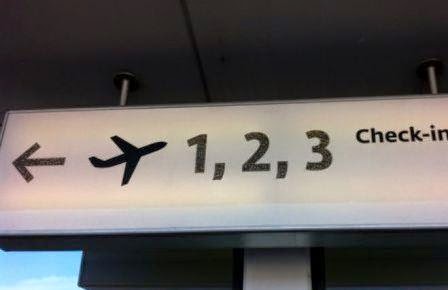 1, 2, 3 Check-in